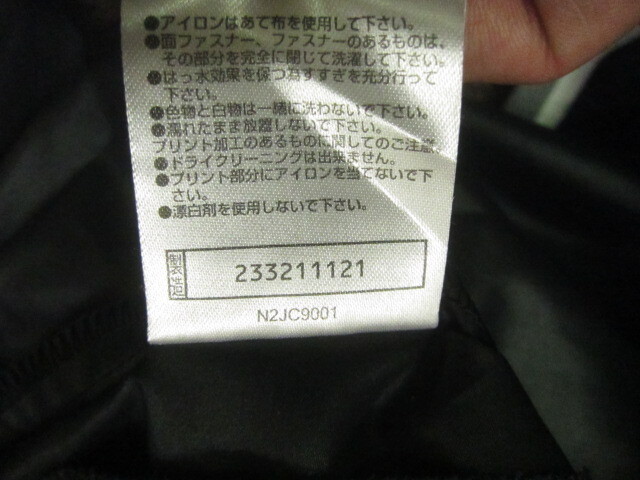 ●アイロンはあて布を使用して下さい。
●面ファスナー、ファスナーのあるものは、
その部分を完全に閉じて洗濯して下さい。
●はっ水効果を保つ為すすぎを充分行って
下さい。
●色物と白物は一緒に洗わないで下さい。
●濡れたまま放置しないで下さい。
プリント加工のあるものに関してのご注意
●ドライクリーニングは出来ません。
●プリント部分にアイロンを当てないで下
さい。
●漂白剤を使用しないで下さい。
233211121
N2JC9001